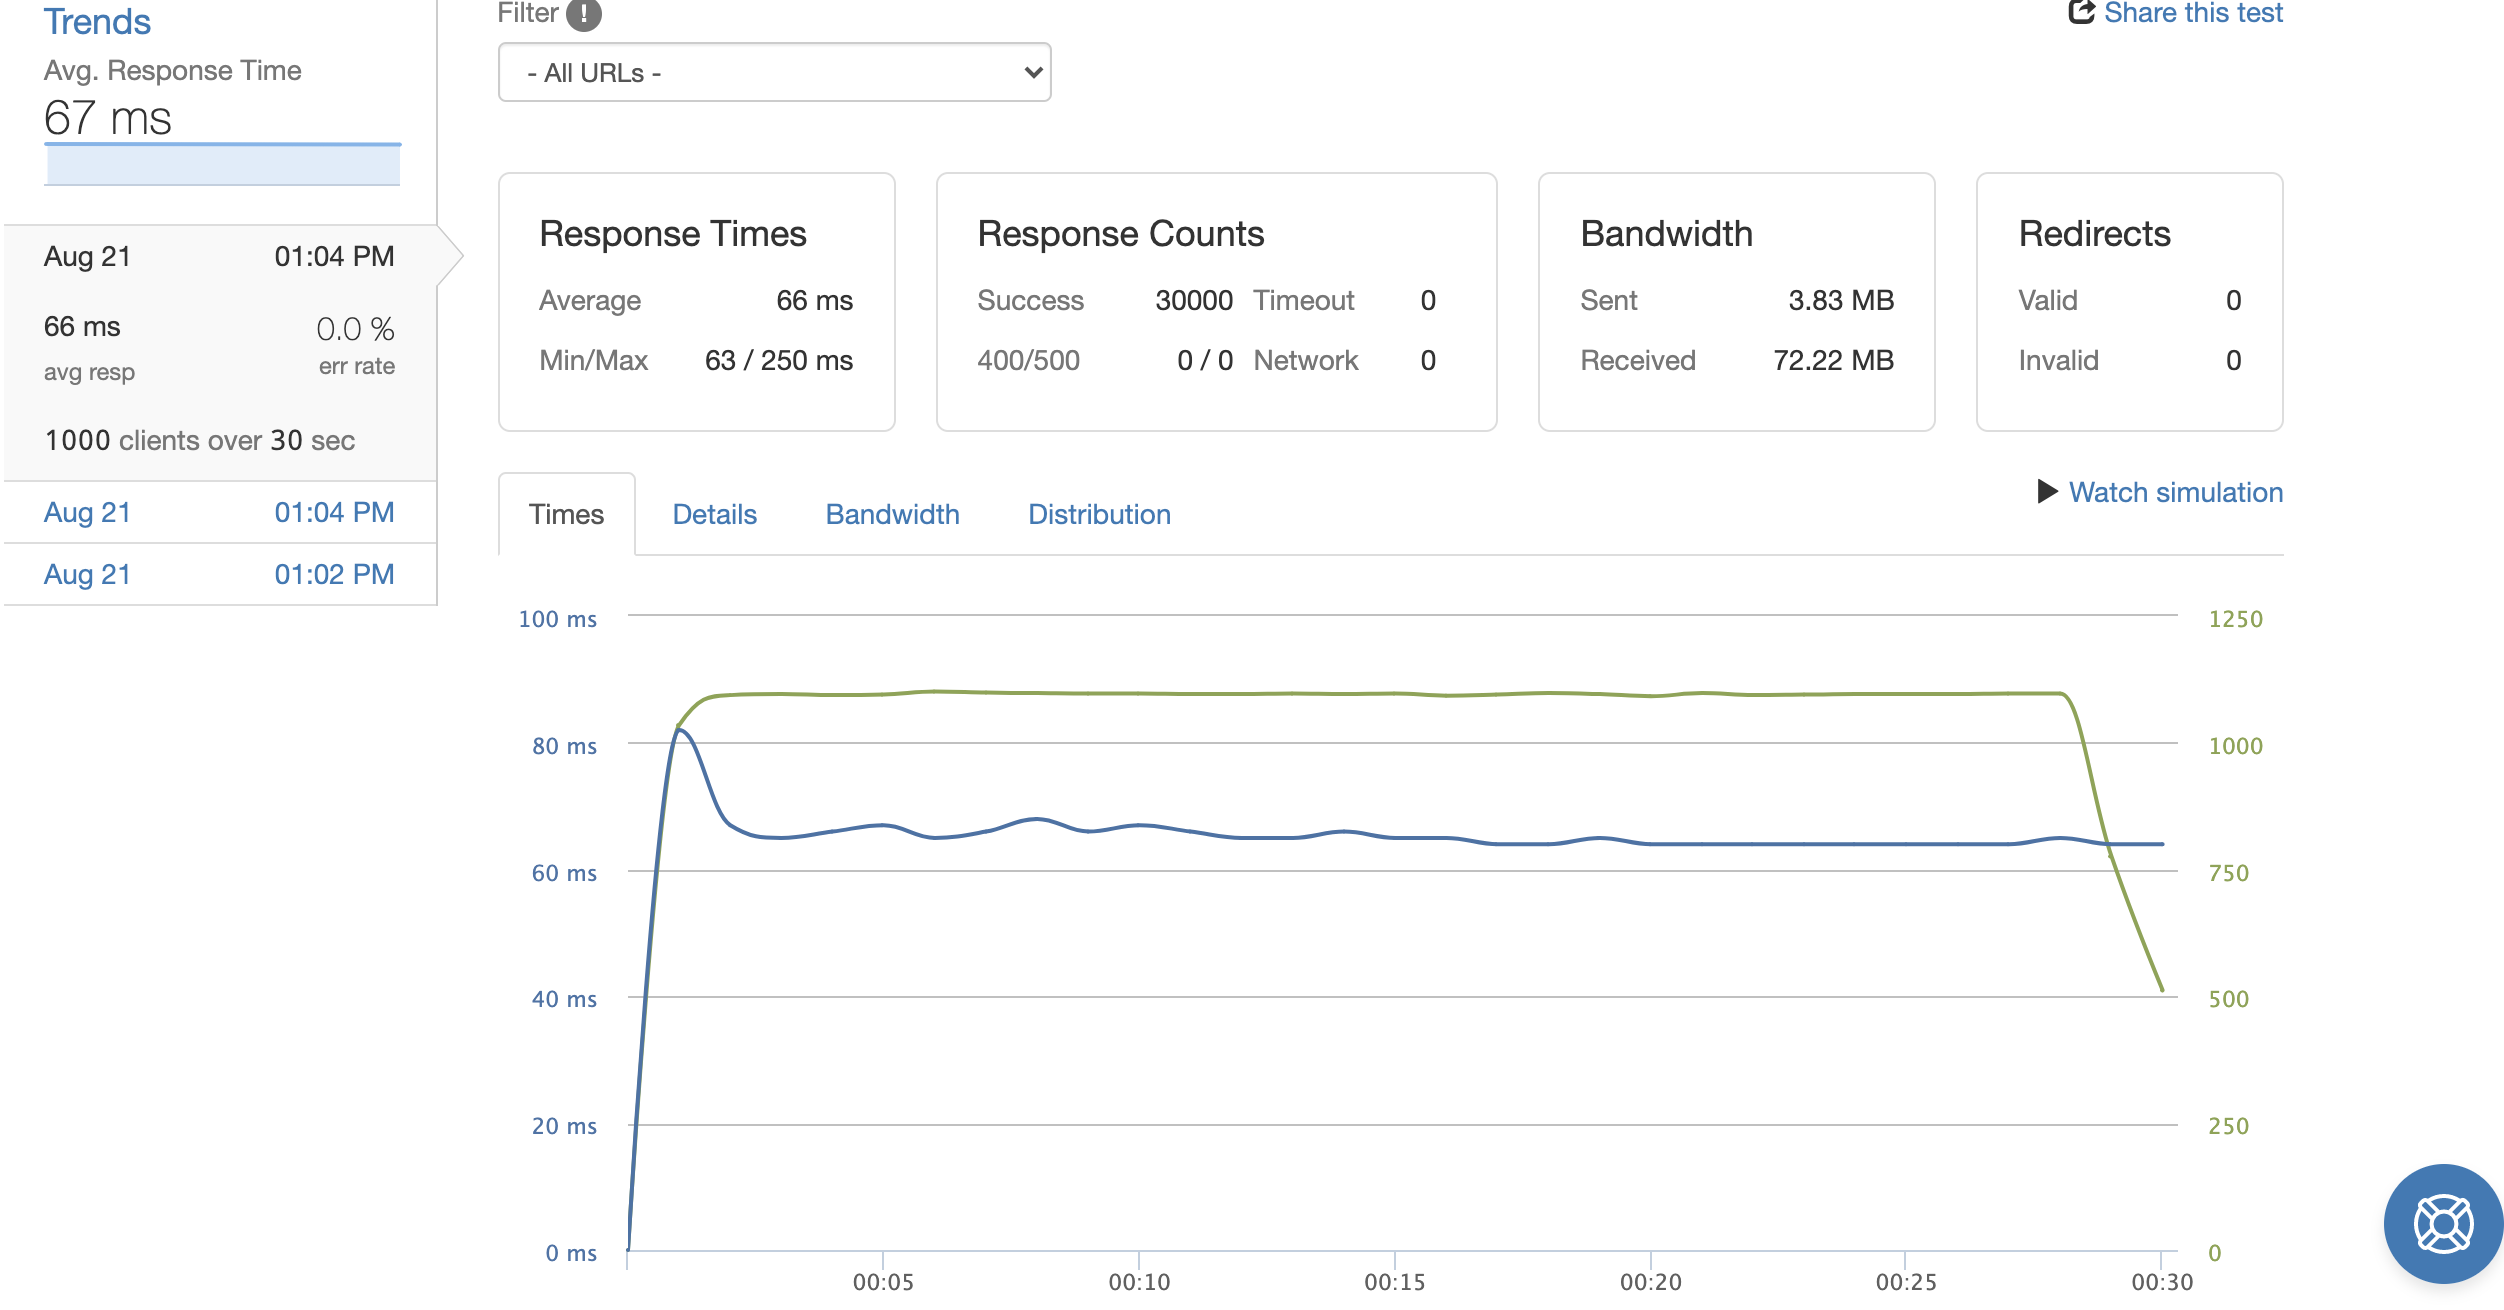 Trends
Avg. Response Time
67 ms
Aug 21 01:04 PM
66 ms 0.0 %
avg resp err rate
1000 clients over 30 sec
Aug 21 01:04 PM
Aug 21 01:02 PM
Filter !
Share this test
- All URLs -
Response Times
Average 66 ms
Min/Max 63 / 250 ms
Response Counts
Success 30000 Timeout 0
400/500 0 / 0 Network 0
Bandwidth
Sent 3.83 MB
Received 72.22 MB
Redirects
Valid 0
Invalid 0
Times Details Bandwidth Distribution
Watch simulation
100 ms 1250
80 ms 1000
60 ms 750
40 ms 500
20 ms 250
0 ms 0
00:05 00:10 00:15 00:20 00:25 00:30